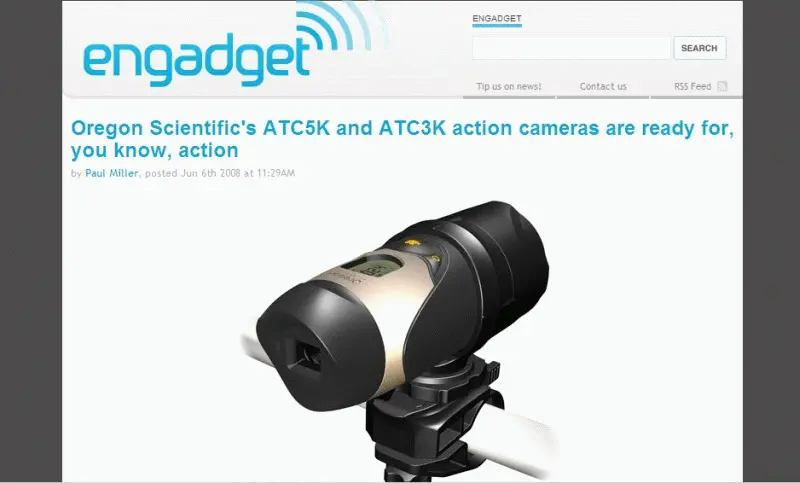 engadget
ENGADGET
SEARCH
Tip us on news!
Contact us
RSS Feed
Oregon Scientific's ATC5K and ATC3K action cameras are ready for,
you know, action
by Paul Miller, posted Jun 6th 2008 at 11:29AM